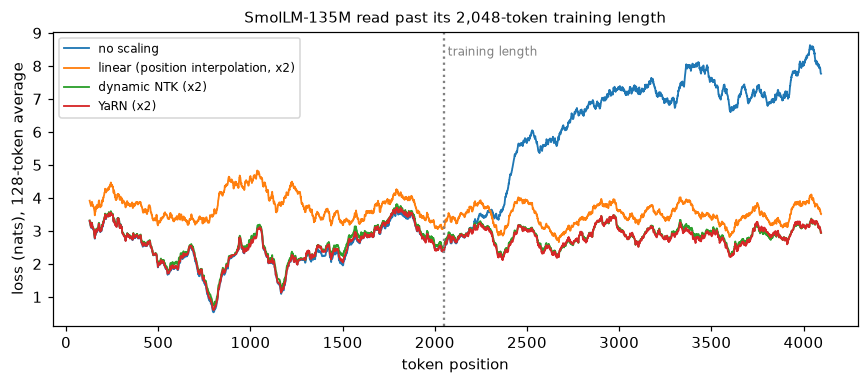 SmolLM-135M read past its 2,048-token training length
no scaling
linear (position interpolation, x2)
dynamic NTK (x2)
YaRN (x2)
training length
loss (nats), 128-token average
9
8
7
6
5
4
3
2
1
0 500 1000 1500 2000 2500 3000 3500 4000
token position